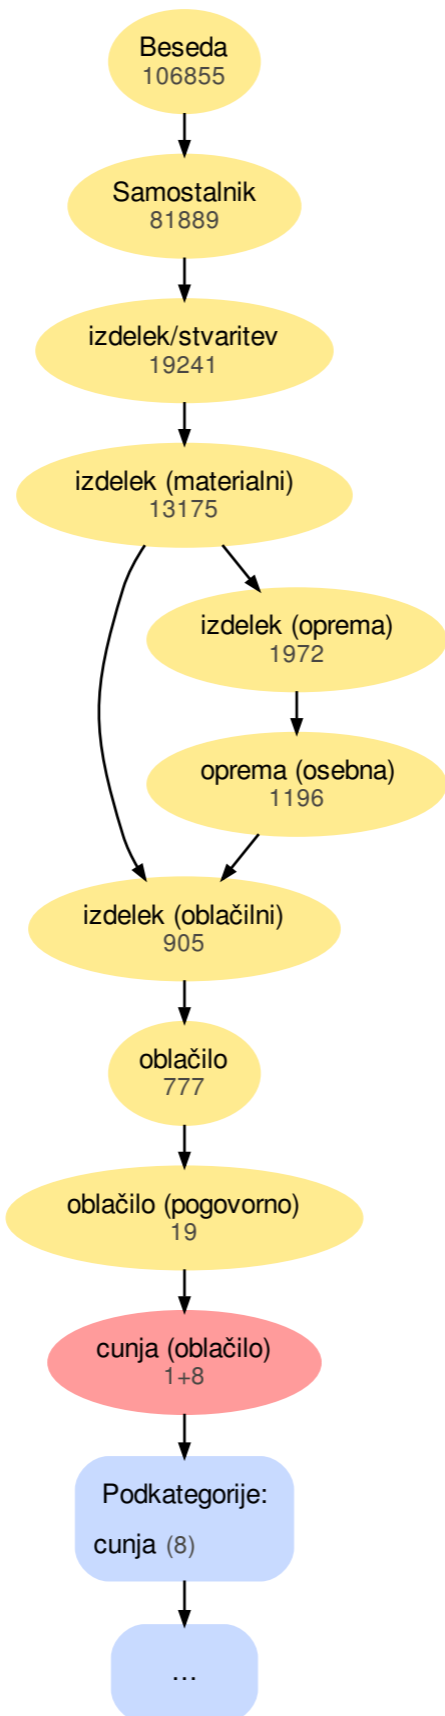 Beseda
106855
Samostalnik
81889
izdelek/stvaritev
19241
izdelek (materialni)
13175
izdelek (oprema)
1972
oprema (osebna)
1196
izdelek (oblačilni)
905
oblačilo
777
oblačilo (pogovorno)
19
cunja (oblačilo)
1+8
Podkategorije:
cunja (8)
...